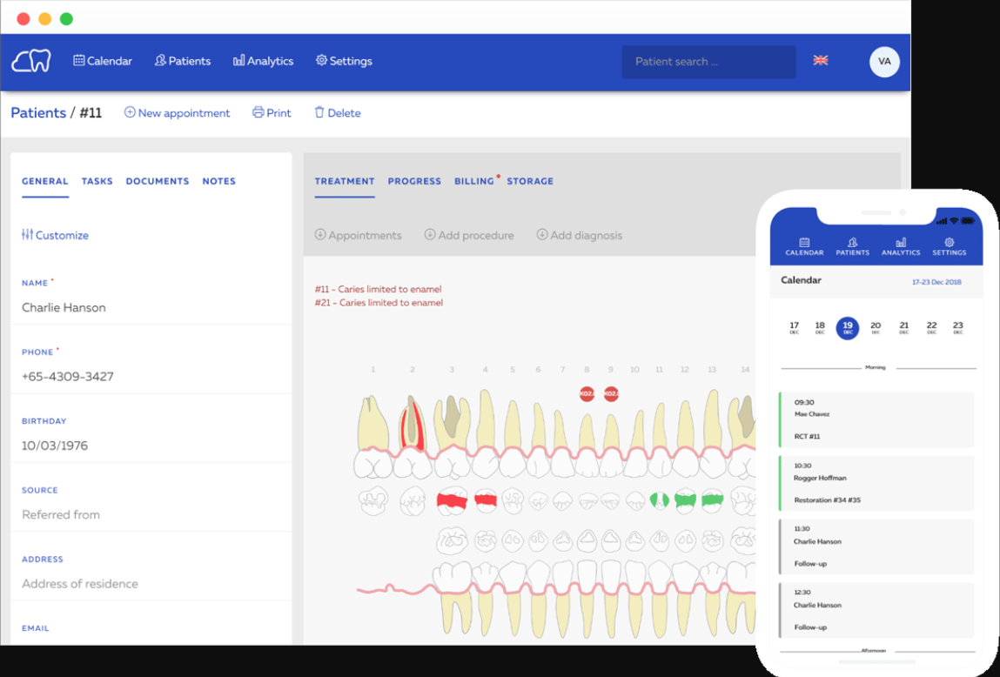 Calendar Patients Analytics Settings Patient search ... VA
Patients / #11 New appointment Print Delete
GENERAL TASKS DOCUMENTS NOTES
Customize
NAME *
Charlie Hanson
PHONE *
+65-4309-3427
BIRTHDAY
10/03/1976
SOURCE
Referred from
ADDRESS
Address of residence
EMAIL
TREATMENT PROGRESS BILLING STORAGE
Appointments Add procedure Add diagnosis
#11 - Caries limited to enamel
#21 - Caries limited to enamel
1 2 3 4 5 6 7 8 9 10 11 12 13 14
CALENDAR PATIENTS ANALYTICS SETTINGS
Calendar 17-23 Dec 2018
17 18 19 20 21 22 23
DEC DEC DEC DEC DEC DEC DEC
Morning
09:30
Mae Chavez
RCT #11
10:30
Rogger Hoffman
Restoration #34 #35
11:30
Charlie Hanson
Follow-up
12:30
Charlie Hanson
Follow-up
Afternoon